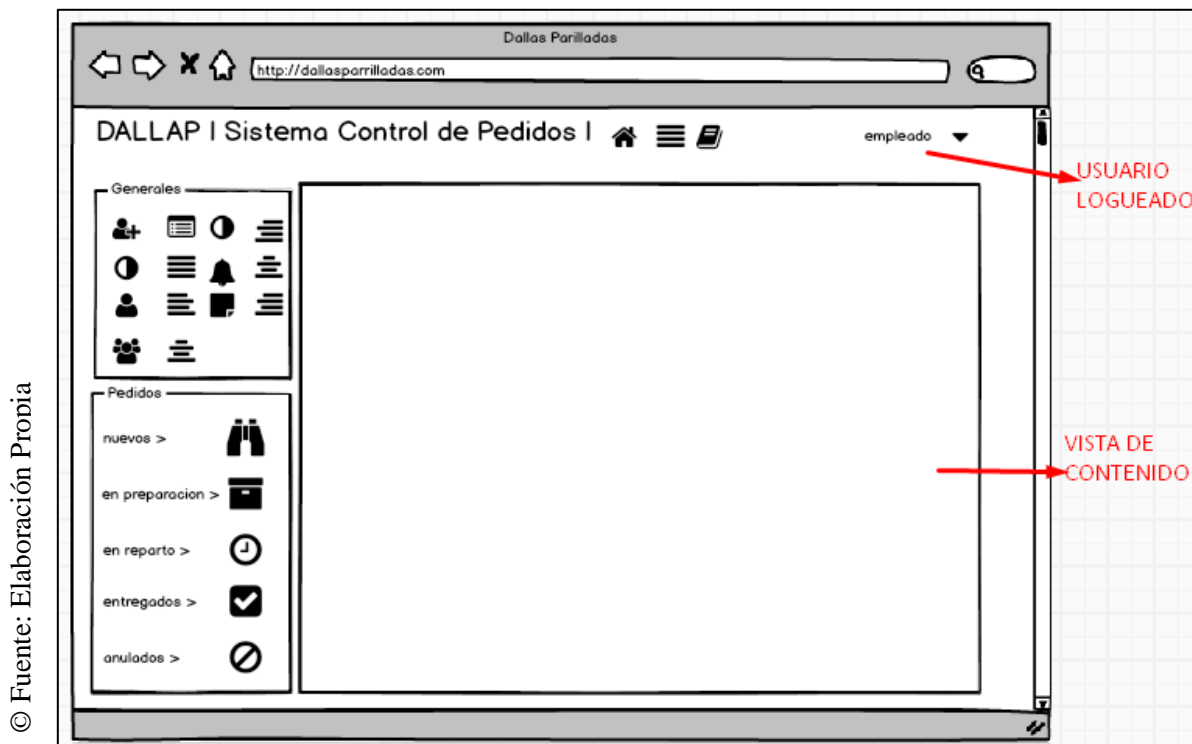 Dallas Parilladas
http://dallasparrilladas.com
DALLAP I Sistema Control de Pedidos I
empleado
USUARIO
LOGUEADO
Generales
Pedidos
nuevos >
en preparacion >
en reparto >
entregados >
anulados >
VISTA DE
CONTENIDO
© Fuente: Elaboración Propia